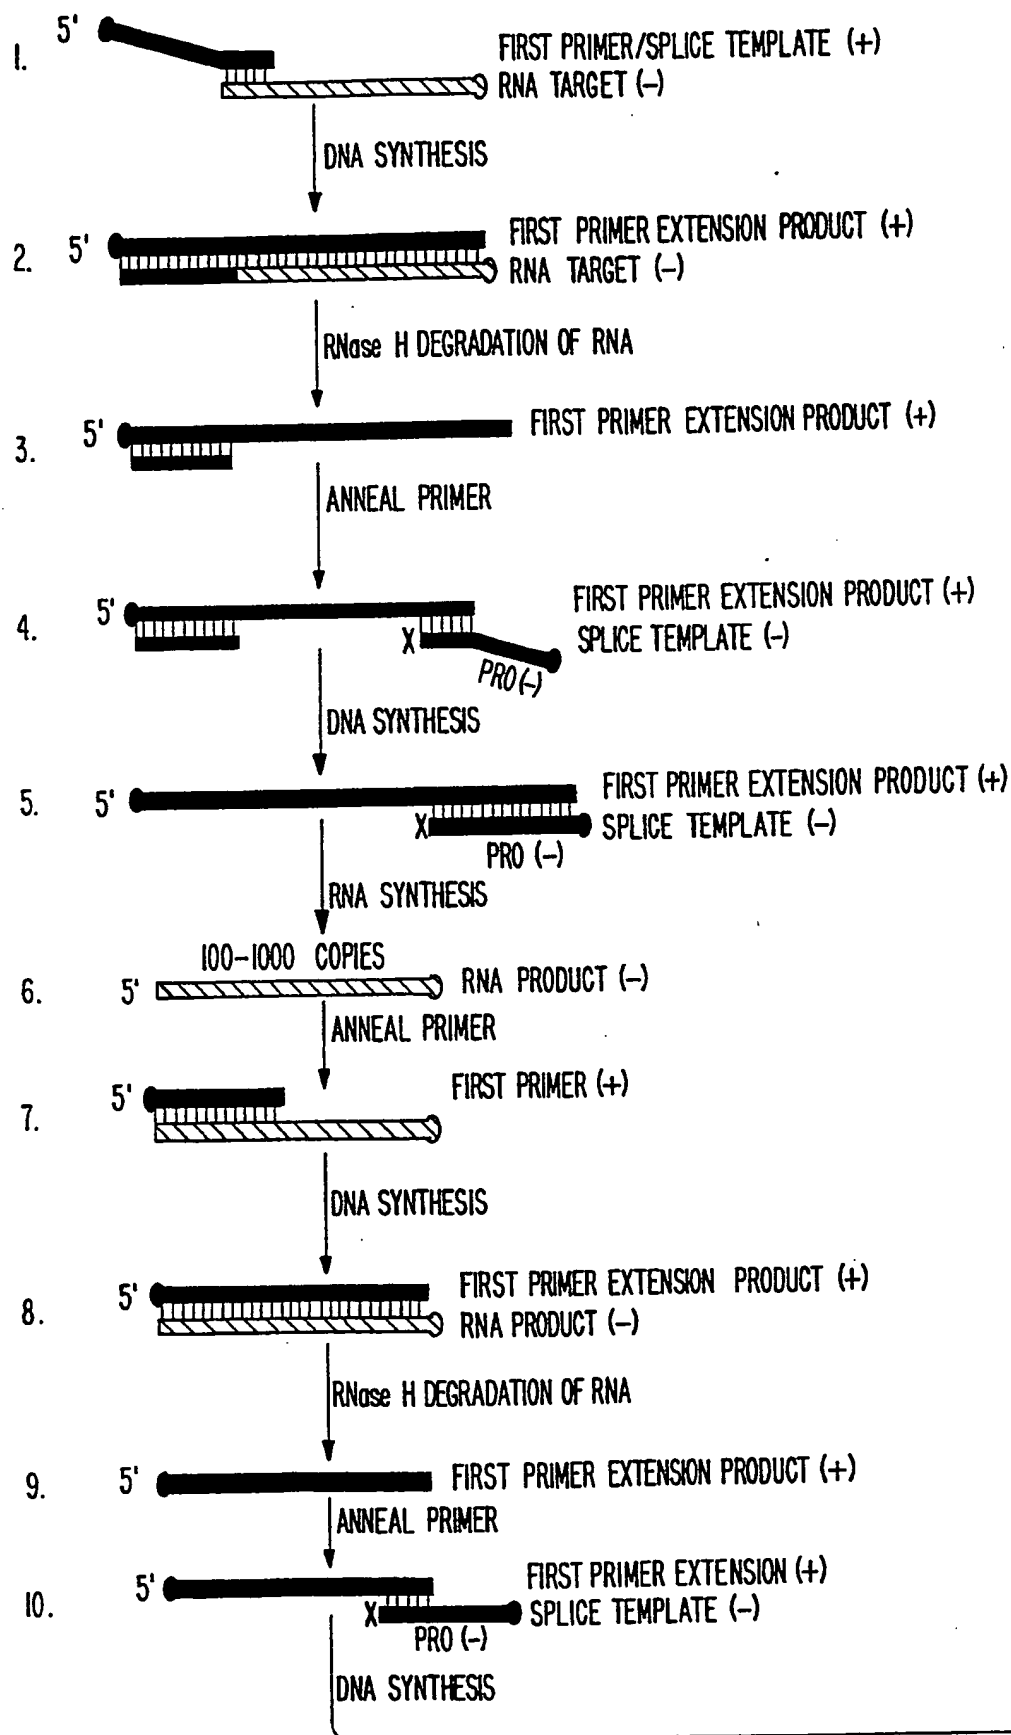 5'
1.
FIRST PRIMER/SPLICE TEMPLATE (+)
RNA TARGET (-)
DNA SYNTHESIS
2.
5'
FIRST PRIMER EXTENSION PRODUCT (+)
RNA TARGET (-)
RNase H DEGRADATION OF RNA
3.
5'
FIRST PRIMER EXTENSION PRODUCT (+)
ANNEAL PRIMER
4.
5'
FIRST PRIMER EXTENSION PRODUCT (+)
X
SPLICE TEMPLATE (-)
PRO (-)
DNA SYNTHESIS
5.
5'
FIRST PRIMER EXTENSION PRODUCT (+)
X
SPLICE TEMPLATE (-)
PRO (-)
RNA SYNTHESIS
100-1000 COPIES
6.
5'
RNA PRODUCT (-)
ANNEAL PRIMER
7.
5'
FIRST PRIMER (+)
DNA SYNTHESIS
8.
5'
FIRST PRIMER EXTENSION PRODUCT (+)
RNA PRODUCT (-)
RNase H DEGRADATION OF RNA
9.
5'
FIRST PRIMER EXTENSION PRODUCT (+)
ANNEAL PRIMER
10.
5'
FIRST PRIMER EXTENSION (+)
X
SPLICE TEMPLATE (-)
PRO (-)
DNA SYNTHESIS